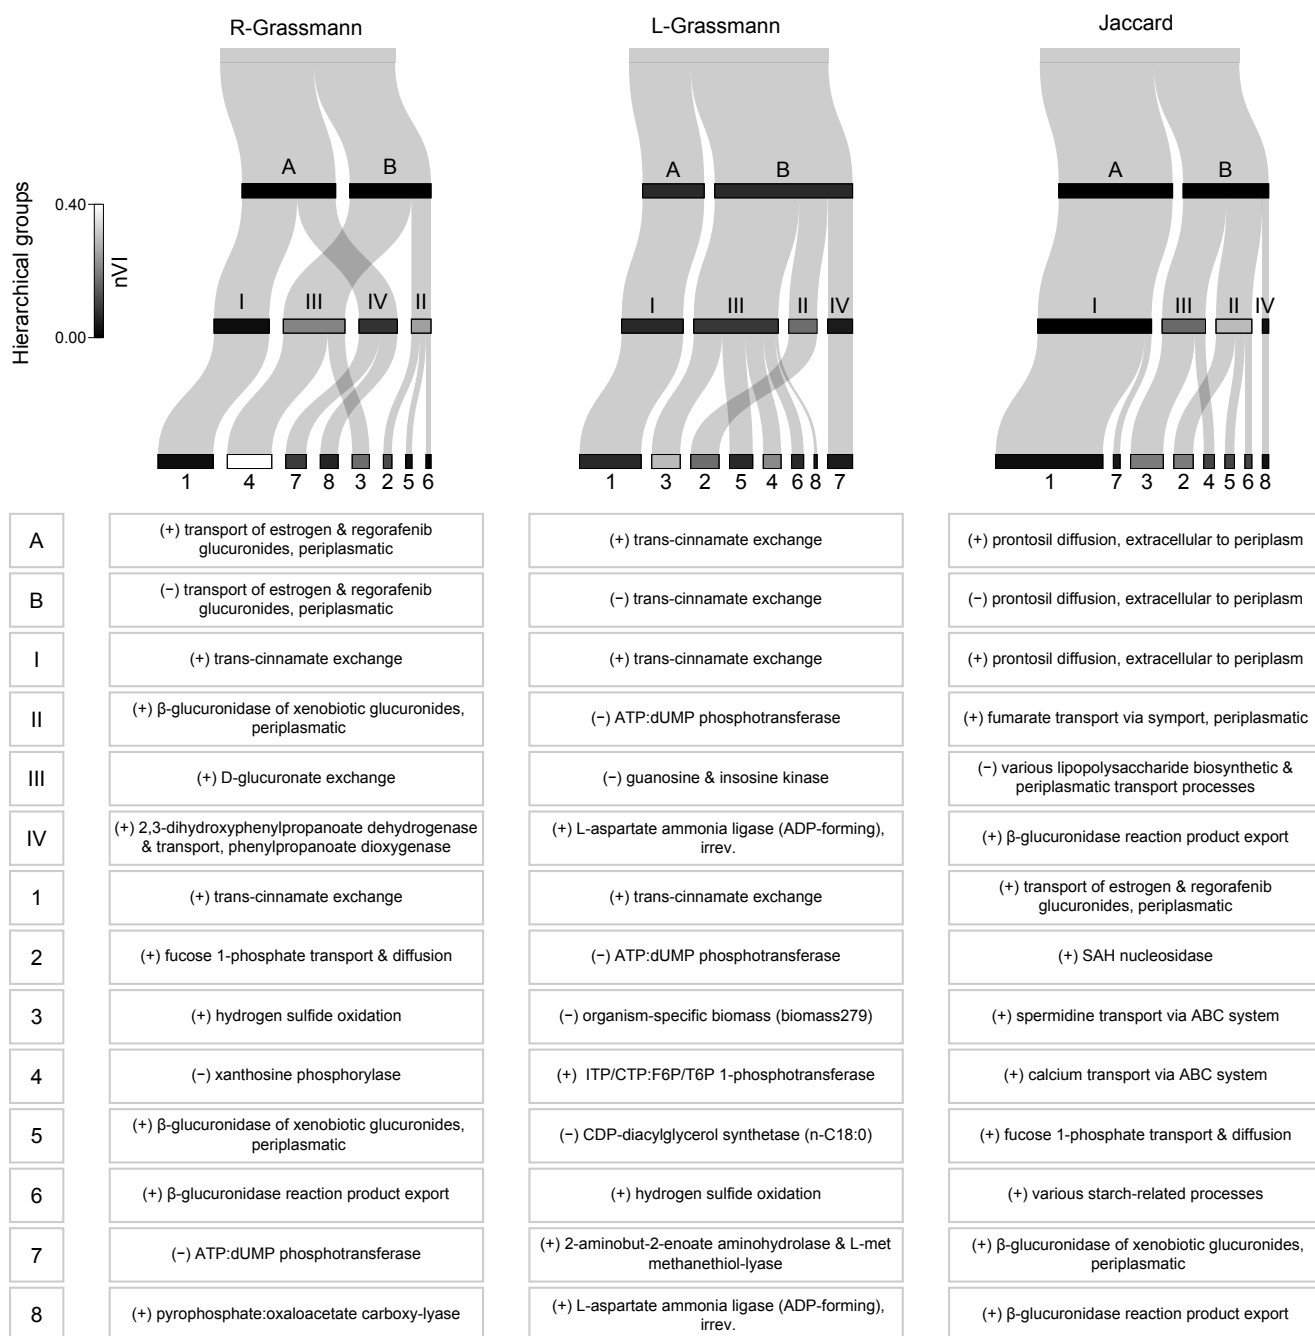 R-Grassmann
L-Grassmann
Jaccard
A B
A B
A B
Hierarchical groups
0.40
nVI
0.00
I III IV II
I III II IV
I III II IV
1 4 7 8 3 2 5 6
1 3 2 5 4 6 8 7
1 7 3 2 4 5 6 8
A
(+) transport of estrogen & regorafenib
glucuronides, periplasmatic
(+) trans-cinnamate exchange
(+) prontosil diffusion, extracellular to periplasm
B
(−) transport of estrogen & regorafenib
glucuronides, periplasmatic
(−) trans-cinnamate exchange
(−) prontosil diffusion, extracellular to periplasm
I
(+) trans-cinnamate exchange
(+) trans-cinnamate exchange
(+) prontosil diffusion, extracellular to periplasm
II
(+) β-glucuronidase of xenobiotic glucuronides,
periplasmatic
(−) ATP:dUMP phosphotransferase
(+) fumarate transport via symport, periplasmatic
III
(+) D-glucuronate exchange
(−) guanosine & insosine kinase
(−) various lipopolysaccharide biosynthetic &
periplasmatic transport processes
IV
(+) 2,3-dihydroxyphenylpropanoate dehydrogenase
& transport, phenylpropanoate dioxygenase
(+) L-aspartate ammonia ligase (ADP-forming),
irrev.
(+) β-glucuronidase reaction product export
1
(+) trans-cinnamate exchange
(+) trans-cinnamate exchange
(+) transport of estrogen & regorafenib
glucuronides, periplasmatic
2
(+) fucose 1-phosphate transport & diffusion
(−) ATP:dUMP phosphotransferase
(+) SAH nucleosidase
3
(+) hydrogen sulfide oxidation
(−) organism-specific biomass (biomass279)
(+) spermidine transport via ABC system
4
(−) xanthosine phosphorylase
(+) ITP/CTP:F6P/T6P 1-phosphotransferase
(+) calcium transport via ABC system
5
(+) β-glucuronidase of xenobiotic glucuronides,
periplasmatic
(−) CDP-diacylglycerol synthetase (n-C18:0)
(+) fucose 1-phosphate transport & diffusion
6
(+) β-glucuronidase reaction product export
(+) hydrogen sulfide oxidation
(+) various starch-related processes
7
(−) ATP:dUMP phosphotransferase
(+) 2-aminobut-2-enoate aminohydrolase & L-met
methanethiol-lyase
(+) β-glucuronidase of xenobiotic glucuronides,
periplasmatic
8
(+) pyrophosphate:oxaloacetate carboxy-lyase
(+) L-aspartate ammonia ligase (ADP-forming),
irrev.
(+) β-glucuronidase reaction product export